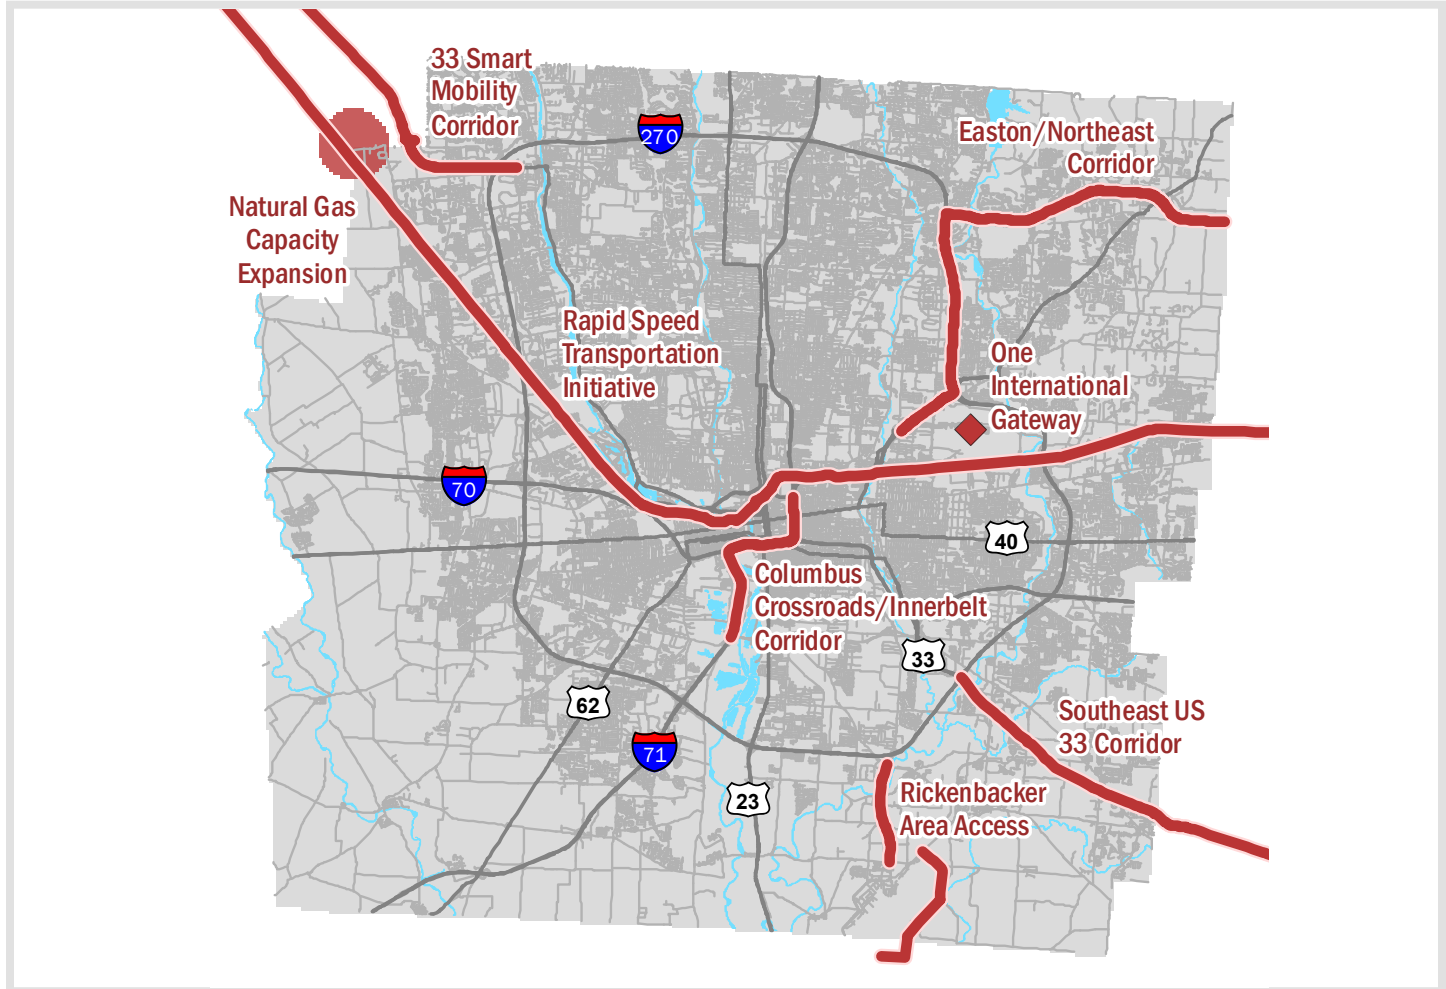 33 Smart
Mobility
Corridor
270
Easton/Northeast
Corridor
Natural Gas
Capacity
Expansion
Rapid Speed
Transportation
Initiative
One
International
Gateway
70
40
Columbus
Crossroads/Innerbelt
Corridor
33
62
Southeast US
33 Corridor
71
23
Rickenbacker
Area Access